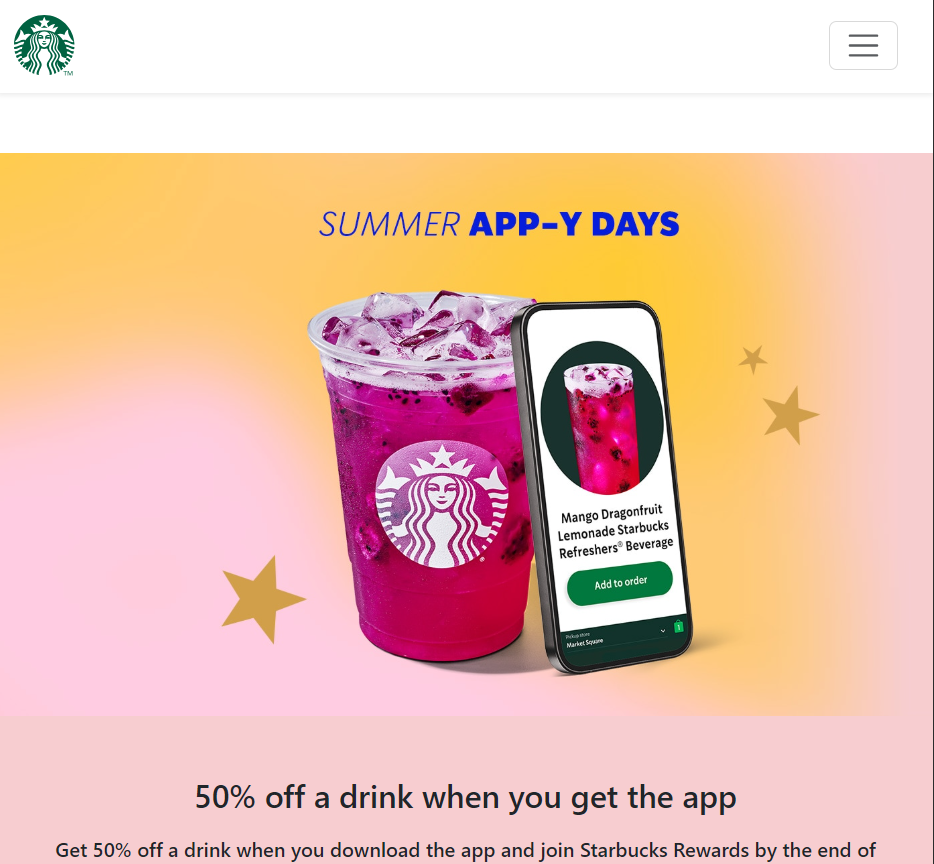 TM
SUMMER APP-Y DAYS
Mango Dragonfruit
Lemonade Starbucks
Refreshers® Beverage
Add to order
Pickup store
Market Square
50% off a drink when you get the app
Get 50% off a drink when you download the app and join Starbucks Rewards by the end of